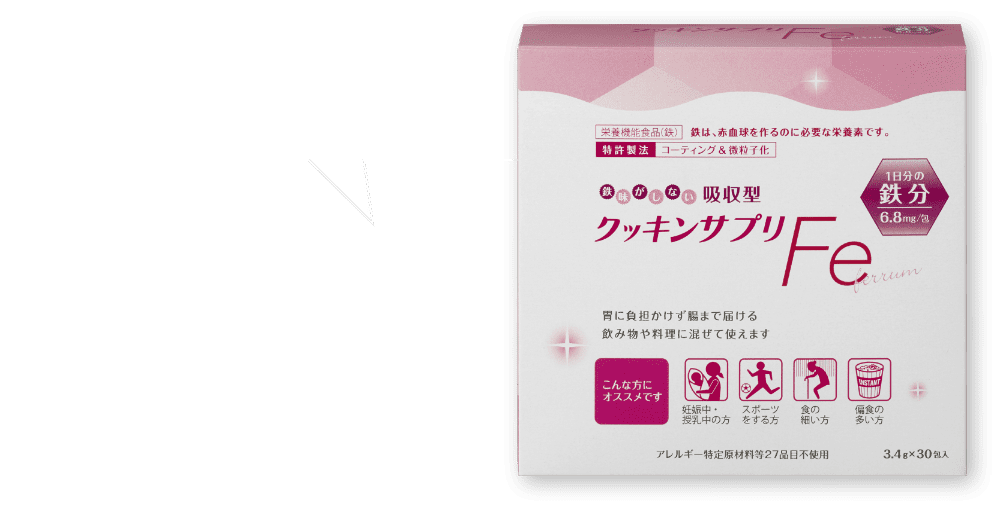 Fe
栄養機能食品(鉄) 鉄は、赤血球を作るのに必要な栄養素です。
特許製法 コーティング&微粒子化
1日分の
鉄分
6.8mg/包
鉄味がしない 吸収型
クッキンサプリ Fe
ferrum
胃に負担かけず腸まで届ける
飲み物や料理に混ぜて使えます
こんな方に
オススメです
INSTANT
妊娠中・
授乳中の方
スポーツ
をする方
食の
細い方
偏食の
多い方
アレルギー特定原材料等27品目不使用
3.4g×30包入